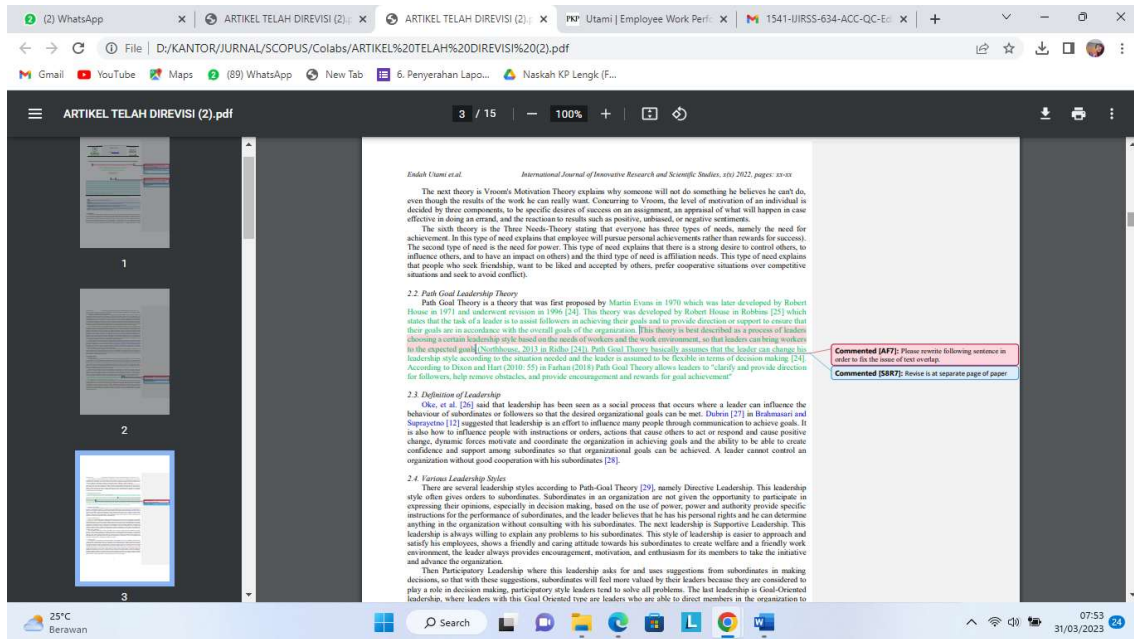 (2) WhatsApp
ARTIKEL TELAH DIREVISI (2).p
ARTIKEL TELAH DIREVISI (2).p
PKP Utami | Employee Work Perfo
1541-IJIRSS-634-ACC-QC-Ed
File | D:/KANTOR/JURNAL/SCOPUS/Colabs/ARTIKEL%20TELAH%20DIREVISI%20(2).pdf
Gmail YouTube Maps (89) WhatsApp New Tab 6. Penyerahan Lapo... Naskah KP Lengk (F...
ARTIKEL TELAH DIREVISI (2).pdf
3 / 15 100%
1
2
3
Endah Utami et.al. International Journal of Innovative Research and Scientific Studies, x(x) 2022, pages: xx-xx
The next theory is Vroom's Motivation Theory explains why someone will not do something he believes he can't do,
even though the results of the work he can really want. Concurring to Vroom, the level of motivation of an individual is
decided by three components, to be specific desires of success on an assignment, an appraisal of what will happen in case
effective in doing an errand, and the reactioan to results such as positive, unbiased, or negative sentiments.
The sixth theory is the Three Needs-Theory stating that everyone has three types of needs, namely the need for
achievement. In this type of need explains that employee will pursue personal achievements rather than rewards for success).
The second type of need is the need for power. This type of need explains that there is a strong desire to control others, to
influence others, and to have an impact on others) and the third type of need is affiliation needs. This type of need explains
that people who seek friendship, want to be liked and accepted by others, prefer cooperative situations over competitive
situations and seek to avoid conflict).
2.2. Path Goal Leadership Theory
Path Goal Theory is a theory that was first proposed by Martin Evans in 1970 which was later developed by Robert
House in 1971 and underwent revision in 1996 [24]. This theory was developed by Robert House in Robbins [25] which
states that the task of a leader is to assist followers in achieving their goals and to provide direction or support to ensure that
their goals are in accordance with the overall goals of the organization. This theory is best described as a process of leaders
choosing a certain leadership style based on the needs of workers and the work environment, so that leaders can bring workers
to the expected goals (Northhouse, 2013 in Ralho [24]). Path Goal Theory basically assumes that the leader can change his
leadership style according to the situation needed and the leader is assumed to be flexible in terms of decision making [24].
According to Dixon and Hart (2010: 55) in Farhan (2018) Path Goal Theory allows leaders to "clarify and provide direction
for followers, help remove obstacles, and provide encouragement and rewards for goal achievement"
Commented [AF7]: Please rewrite following sentence in
order to fix the issue of text overlap.
Commented [S8R7]: Revise is at separate page of paper
2.3. Definition of Leadership
Oke, et al. [26] said that leadership has been seen as a social process that occurs where a leader can influence the
behaviour of subordinates or followers so that the desired organizational goals can be met. Dubrin [27] in Brahmasari and
Suprayetno [12] suggested that leadership is an effort to influence many people through communication to achieve goals. It
is also how to influence people with instructions or orders, actions that cause others to act or respond and cause positive
change, dynamic forces motivate and coordinate the organization in achieving goals and the ability to be able to create
confidence and support among subordinates so that organizational goals can be achieved. A leader cannot control an
organization without good cooperation with his subordinates [28].
2.4. Various Leadership Styles
There are several leadership styles according to Path-Goal Theory [29], namely Directive Leadership. This leadership
style often gives orders to subordinates. Subordinates in an organization are not given the opportunity to participate in
expressing their opinions, especially in decision making, based on the use of power, power and authority provide specific
instructions for the performance of subordinates, and the leader believes that he has his personal rights and he can determine
anything in the organization without consulting with his subordinates. The next leadership is Supportive Leadership. This
leadership is always willing to explain any problems to his subordinates. This style of leadership is easier to approach and
satisfy his employees, shows a friendly and caring attitude towards his subordinates to create welfare and a friendly work
environment, the leader always provides encouragement, motivation, and enthusiasm for its members to take the initiative
and advance the organization.
Then Participatory Leadership where this leadership asks for and uses suggestions from subordinates in making
decisions, so that with these suggestions, subordinates will feel more valued by their leaders because they are considered to
play a role in decision making, participatory style leaders tend to solve all problems. The last leadership is Goal-Oriented
leadership, where leaders with this Goal Oriented type are leaders who are able to direct members in the organization to
25°C
Berawan
Search
07:53
31/03/2023
24